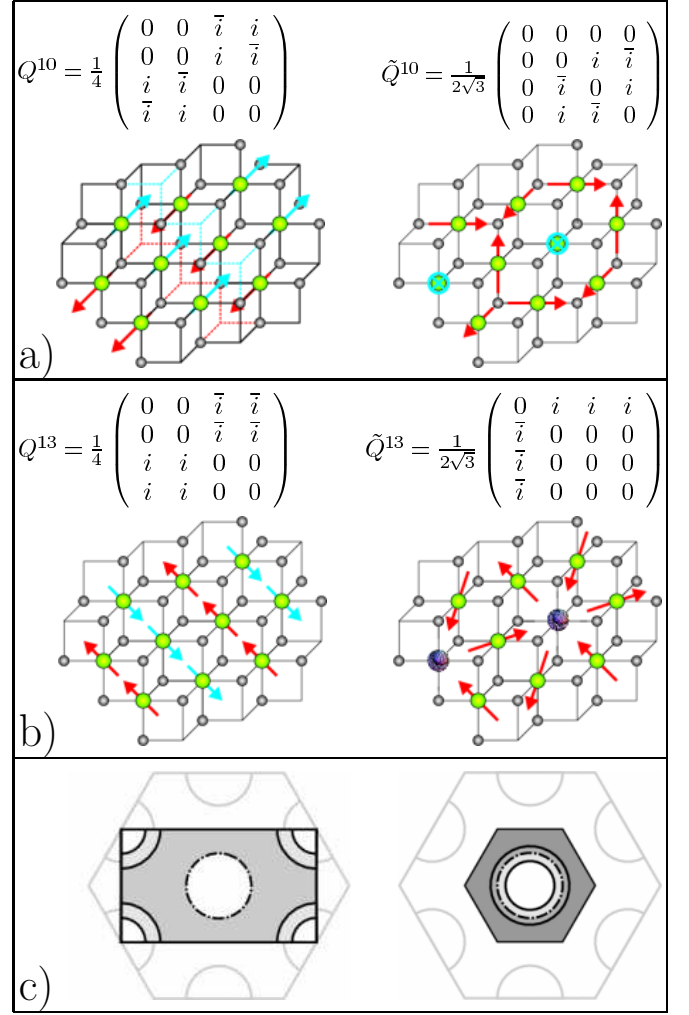 Q¹⁰ = 1/4
0 0 i̅ i
0 0 i i̅
i i̅ 0 0
i̅ i 0 0
Q̃¹⁰ = 1/2√3
0 0 0 0
0 0 i i̅
0 i̅ 0 i
0 i i̅ 0
a)
Q¹³ = 1/4
0 0 i̅ i̅
0 0 i̅ i̅
i i 0 0
i i 0 0
Q̃¹³ = 1/2√3
0 i i i
i̅ 0 0 0
i̅ 0 0 0
i̅ 0 0 0
b)
c)